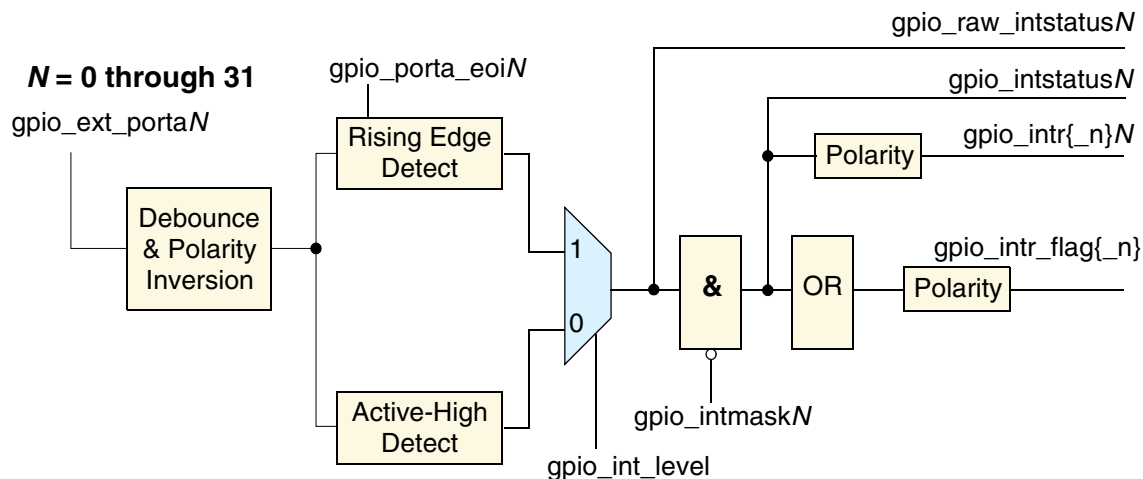 gpio_raw_intstatusN
N = 0 through 31
gpio_porta_eoiN
gpio_intstatusN
gpio_ext_portaN
gpio_intr{_n}N
Rising Edge
Detect
Polarity
Debounce
& Polarity
Inversion
1
0
&
OR
gpio_intr_flag{_n}
Polarity
Active-High
Detect
gpio_intmaskN
gpio_int_level